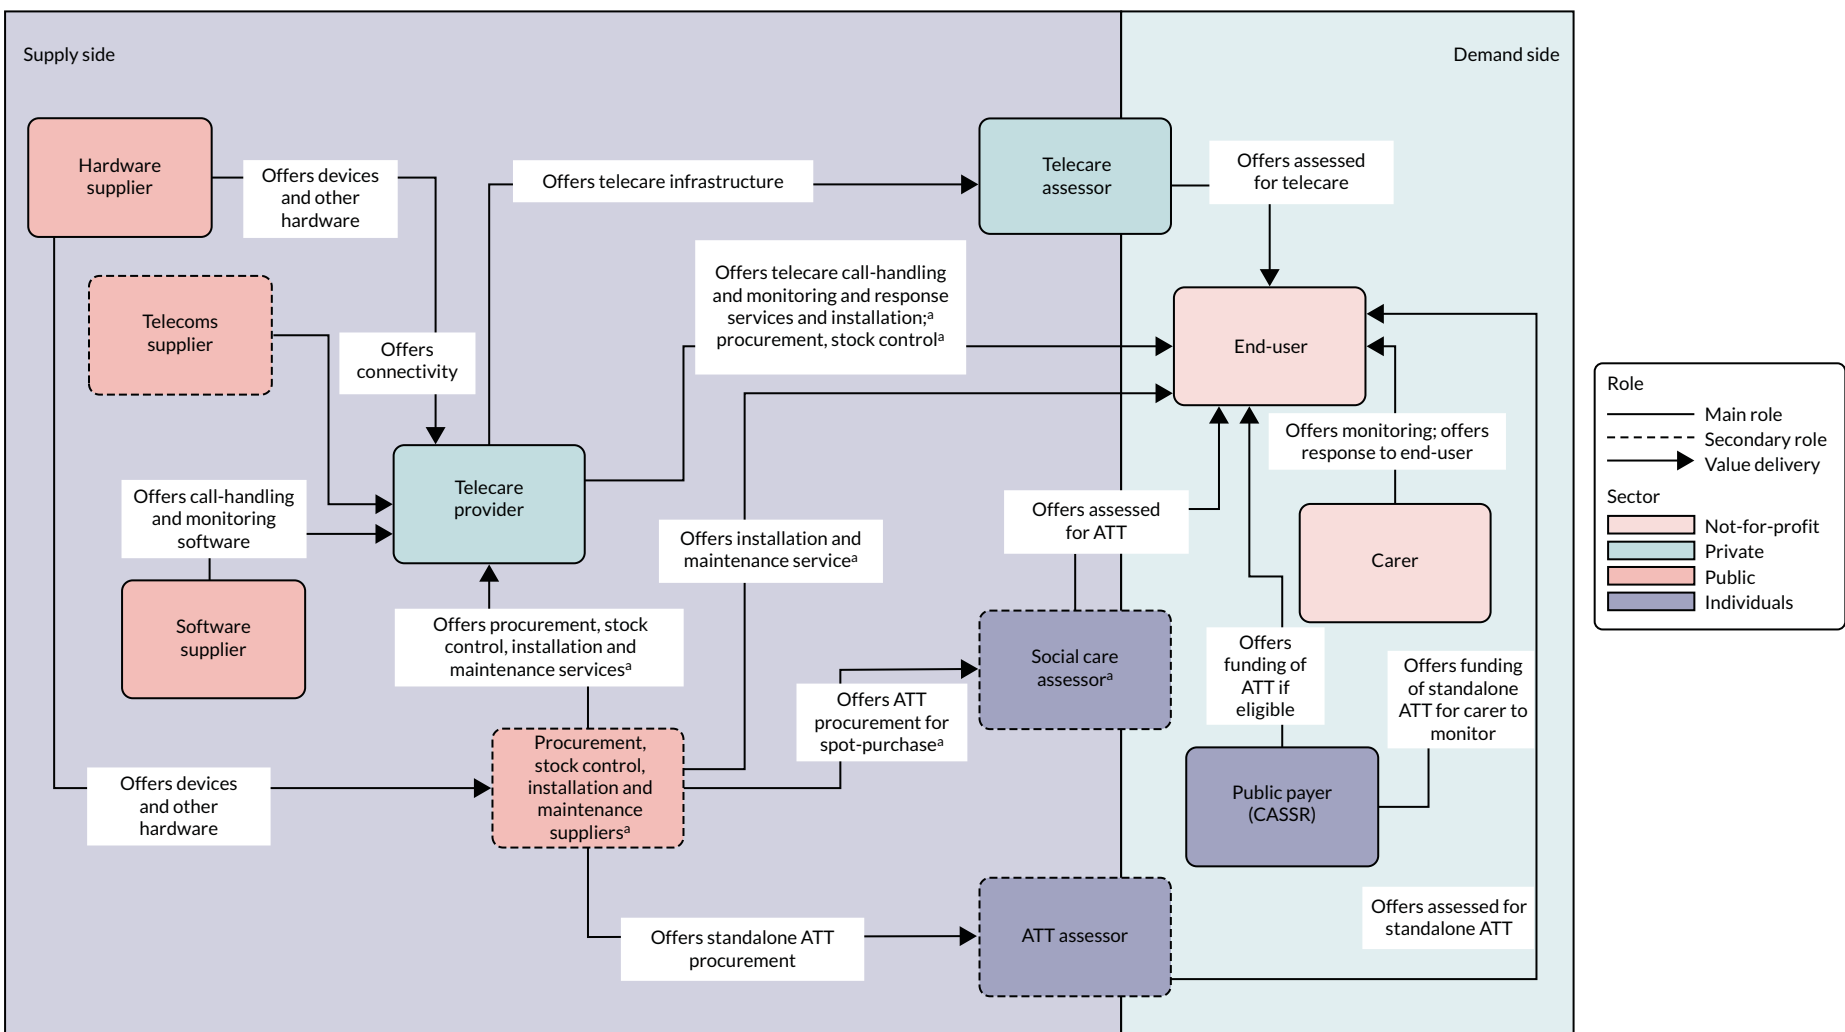 Supply side
Demand side
Hardware
supplier
Offers devices
and other
hardware
Offers telecare infrastructure
Telecare
assessor
Offers assessed
for telecare
Telecoms
supplier
Offers
connectivity
Offers telecare call-handling
and monitoring and response
services and installation;ᵃ
procurement, stock controlᵃ
End-user
Offers monitoring; offers
response to end-user
Carer
Offers call-handling
and monitoring
software
Telecare
provider
Offers installation and
maintenance serviceᵃ
Offers assessed
for ATT
Software
supplier
Offers procurement, stock
control, installation and
maintenance servicesᵃ
Offers ATT
procurement for
spot-purchaseᵃ
Social care
assessorᵃ
Offers
funding of
ATT if
eligible
Offers funding
of standalone
ATT for carer to
monitor
Offers devices
and other
hardware
Procurement,
stock control,
installation and
maintenance
suppliersᵃ
Public payer
(CASSR)
Offers standalone ATT
procurement
ATT assessor
Offers assessed for
standalone ATT
Role
Main role
Secondary role
Value delivery
Sector
Not-for-profit
Private
Public
Individuals